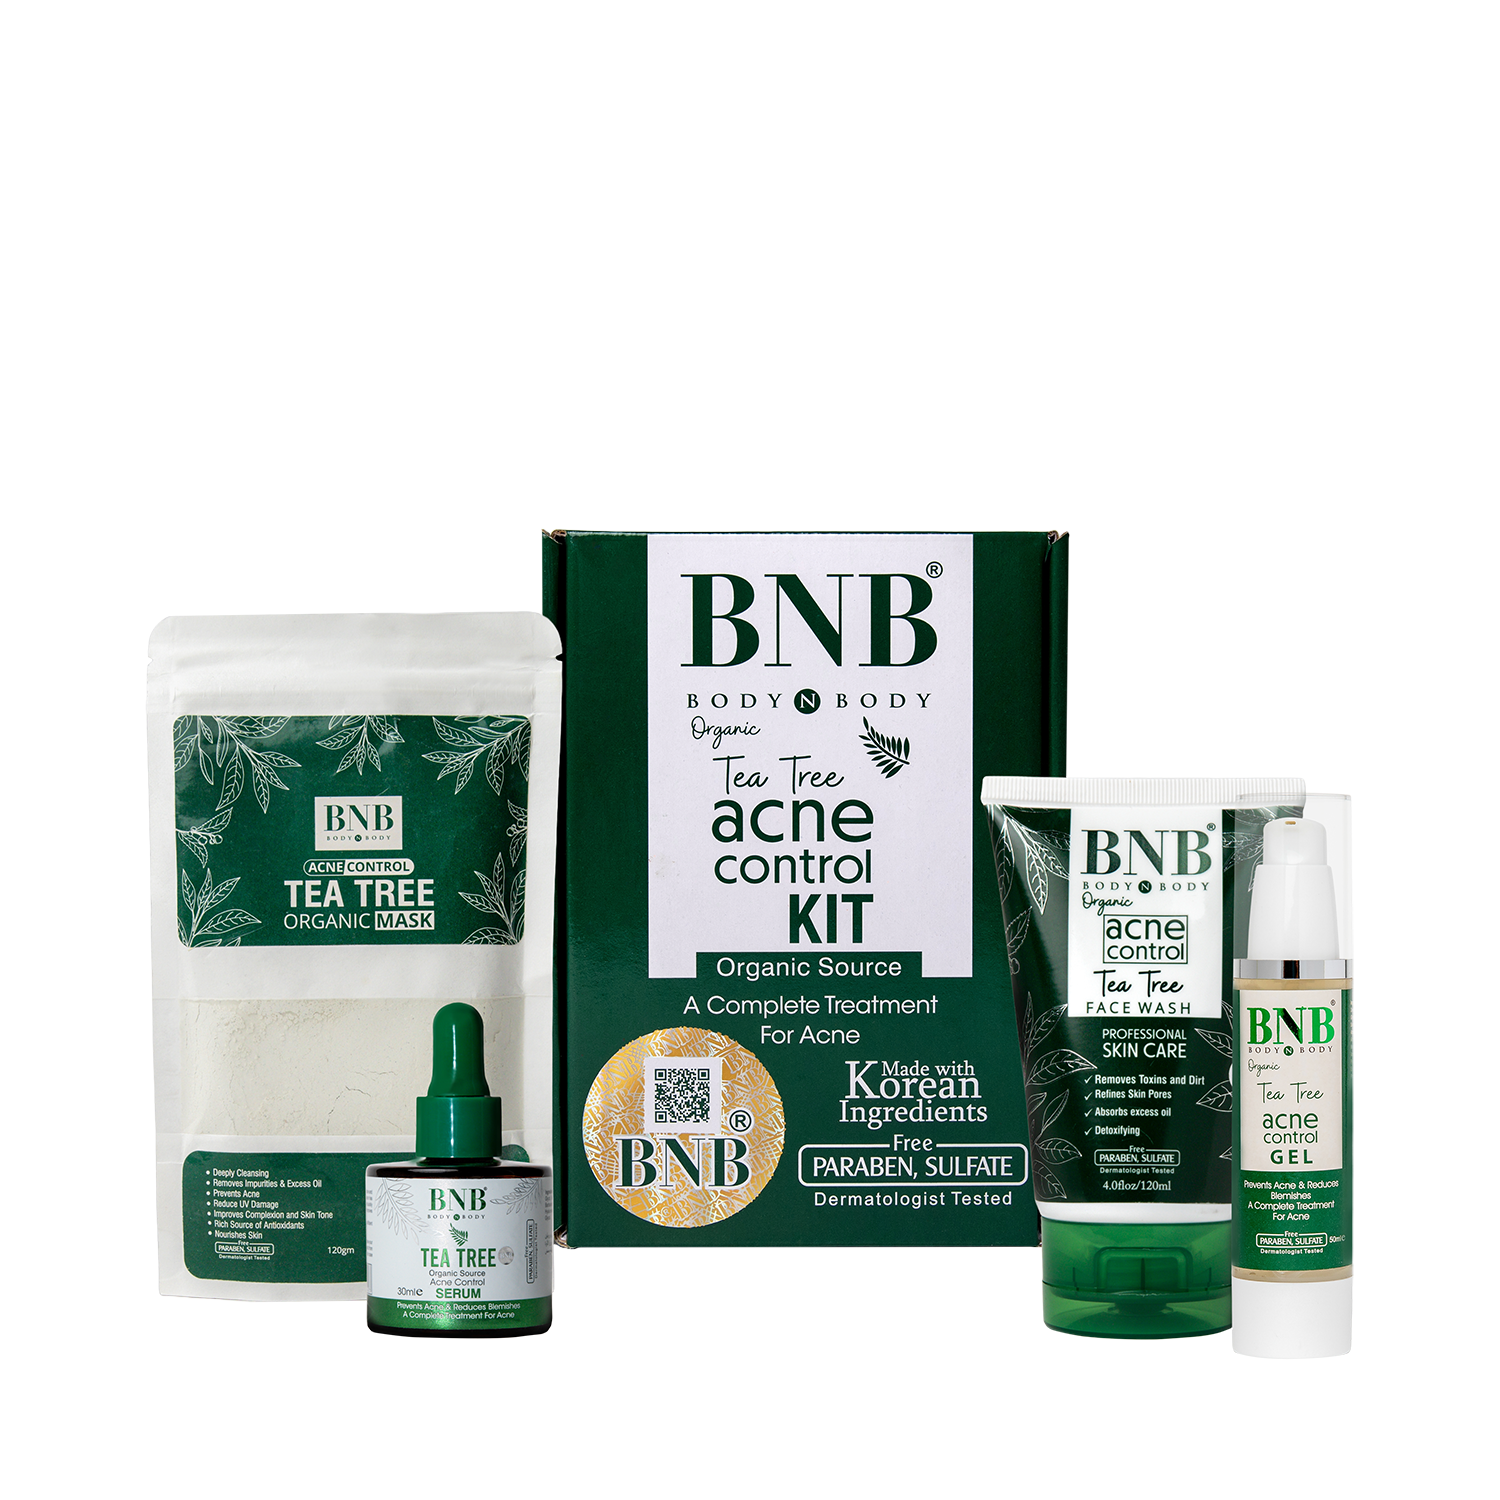 BNB
BODY N BODY
ACNE CONTROL
TEA TREE
ORGANIC MASK
• Deeply Cleansing
• Removes Impurities & Excess Oil
• Prevents Acne
• Reduce UV Damage
• Improves Complexion and Skin Tone
• Rich Source of Antioxidants
• Nourishes Skin
Free
PARABEN, SULFATE
Dermatologist Tested
120gm
BNB®
BODY N BODY
TEA TREE
Organic Source
Acne Control
30ml e SERUM
Prevents Acne & Reduces Blemishes
A Complete Treatment For Acne
Free
PARABEN, SULFATE
Dermatologist Tested
BNB®
BODY N BODY
Organic
Tea Tree
acne
control
KIT
Organic Source
A Complete Treatment
For Acne
®
BNB
Made with
Korean
Ingredients
Free
PARABEN, SULFATE
Dermatologist Tested
BNB®
BODY N BODY
Organic
acne
control
Tea Tree
FACE WASH
PROFESSIONAL
SKIN CARE
✓ Removes Toxins and Dirt
✓ Refines Skin Pores
✓ Absorbs excess oil
✓ Detoxifying
Free
PARABEN, SULFATE
Dermatologist Tested
4.0floz/120ml
BNB®
BODY N BODY
Organic
Tea Tree
acne
control
GEL
Prevents Acne & Reduces
Blemishes
A Complete Treatment
For Acne
Free
PARABEN, SULFATE 50ml e
Dermatologist Tested